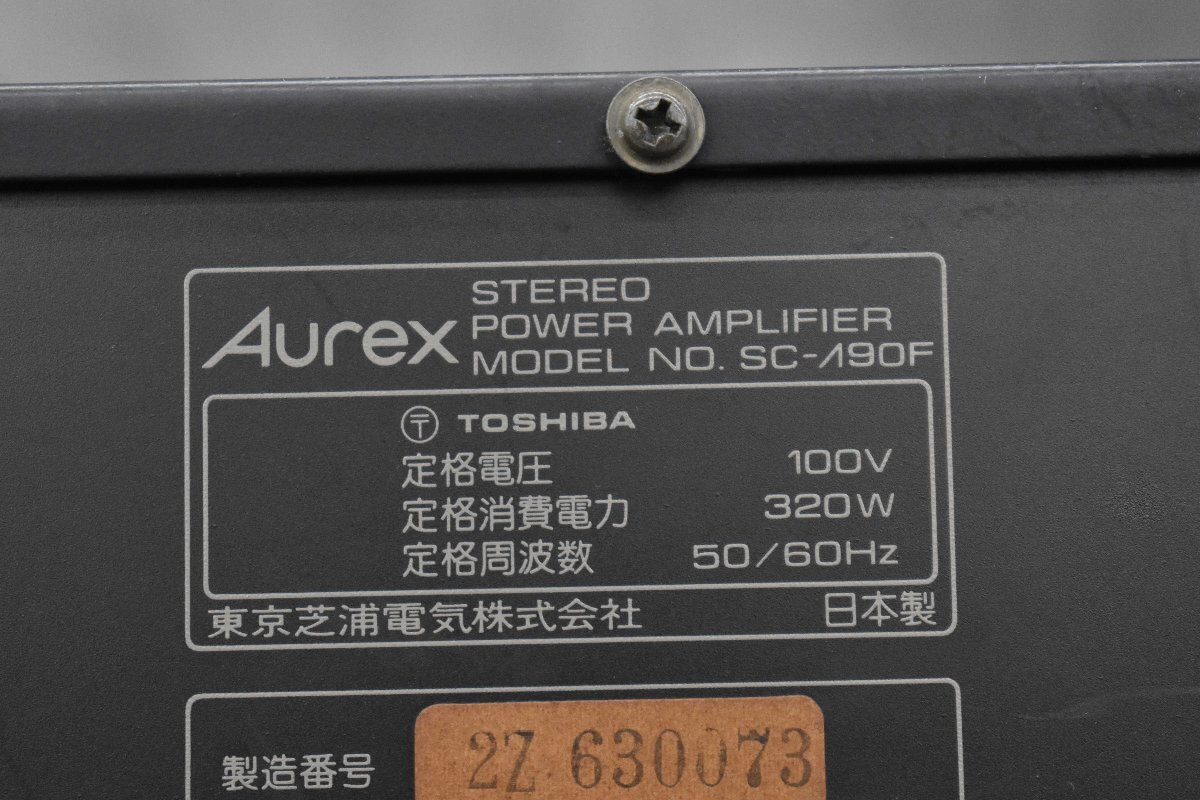 Aurex
STEREO
POWER AMPLIFIER
MODEL NO. SC-Λ90F
〶 TOSHIBA
定格電圧 100V
定格消費電力 320W
定格周波数 50/60Hz
東京芝浦電気株式会社 日本製
製造番号 2Z 630073